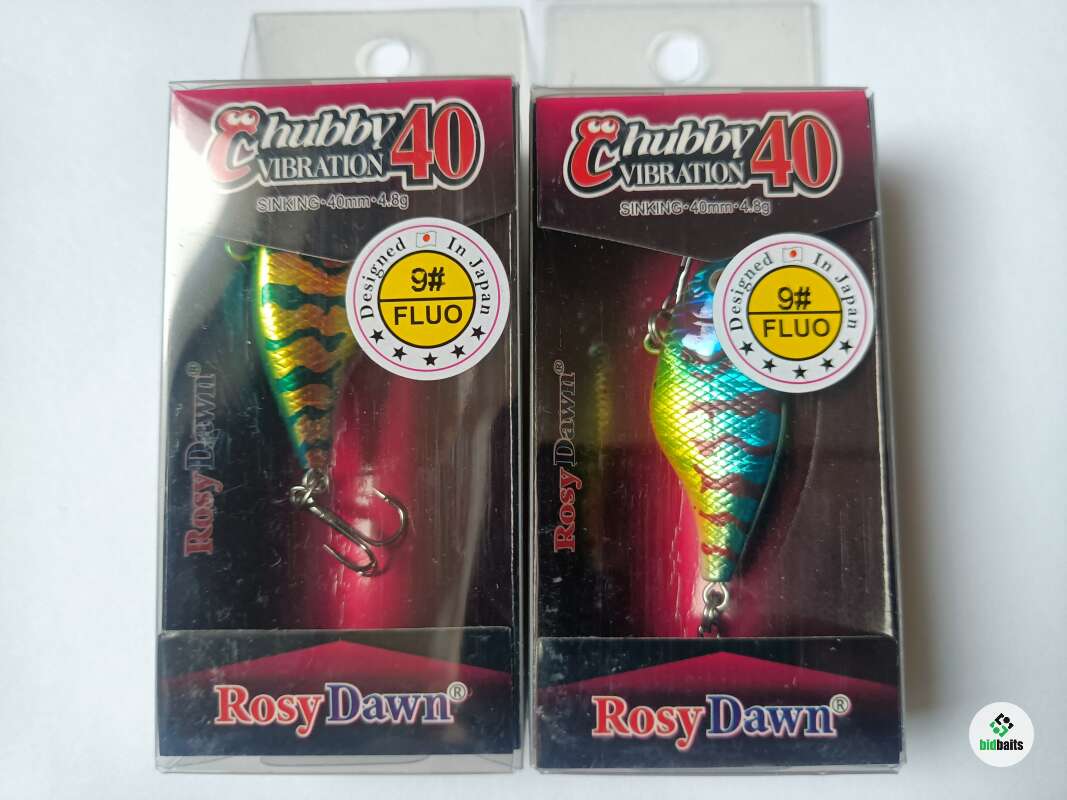 Chubby 40
VIBRATION
SINKING·40mm·4.8g
Designed In Japan
9#
FLUO
Rosy Dawn®
Rosy Dawn®
Chubby 40
VIBRATION
SINKING·40mm·4.8g
Designed In Japan
9#
FLUO
Rosy Dawn®
Rosy Dawn®
bidbaits